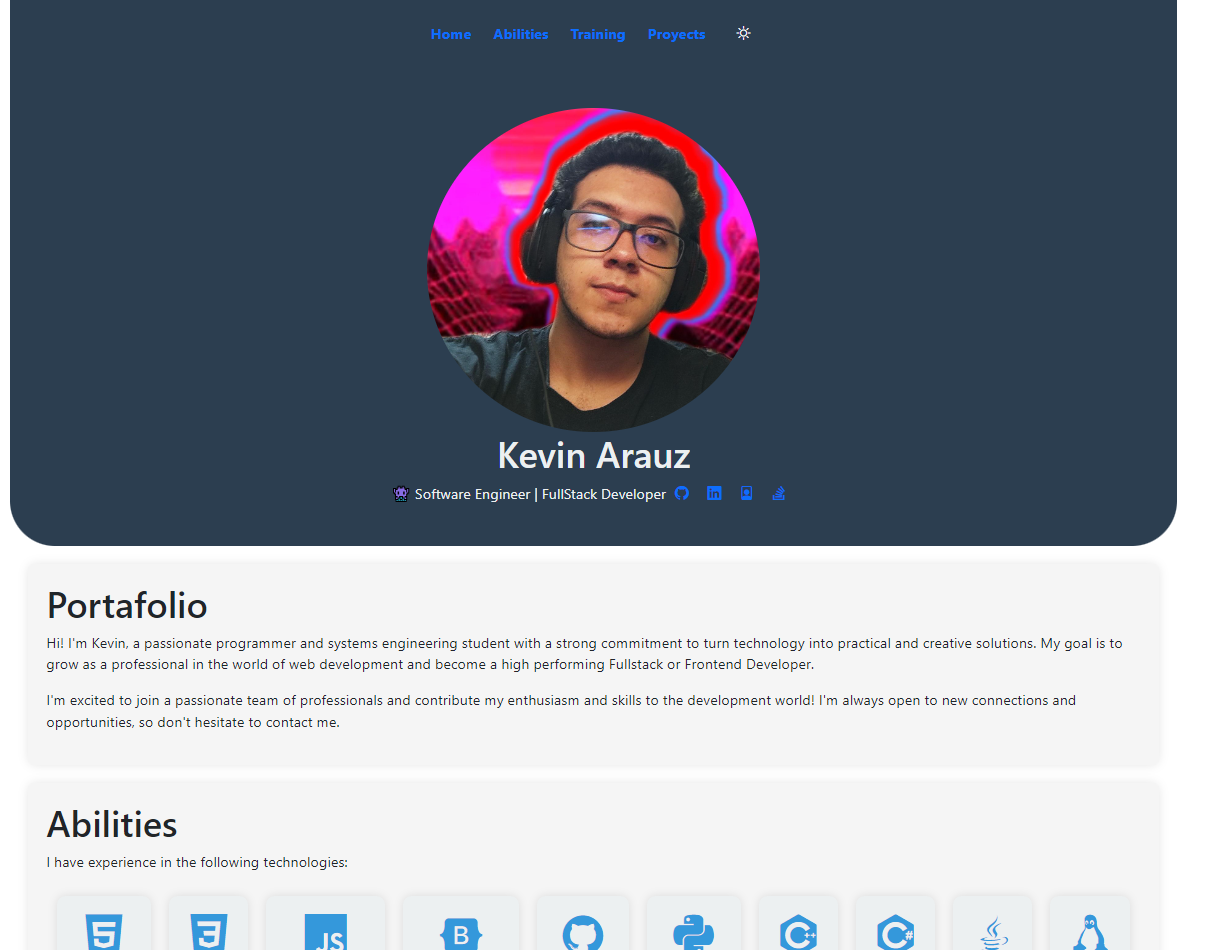 Home Abilities Training Proyects
Kevin Arauz
Software Engineer | FullStack Developer
Portafolio
Hi! I'm Kevin, a passionate programmer and systems engineering student with a strong commitment to turn technology into practical and creative solutions. My goal is to
grow as a professional in the world of web development and become a high performing Fullstack or Frontend Developer.
I'm excited to join a passionate team of professionals and contribute my enthusiasm and skills to the development world! I'm always open to new connections and
opportunities, so don't hesitate to contact me.
Abilities
I have experience in the following technologies:
5 3 JS B C++ C#